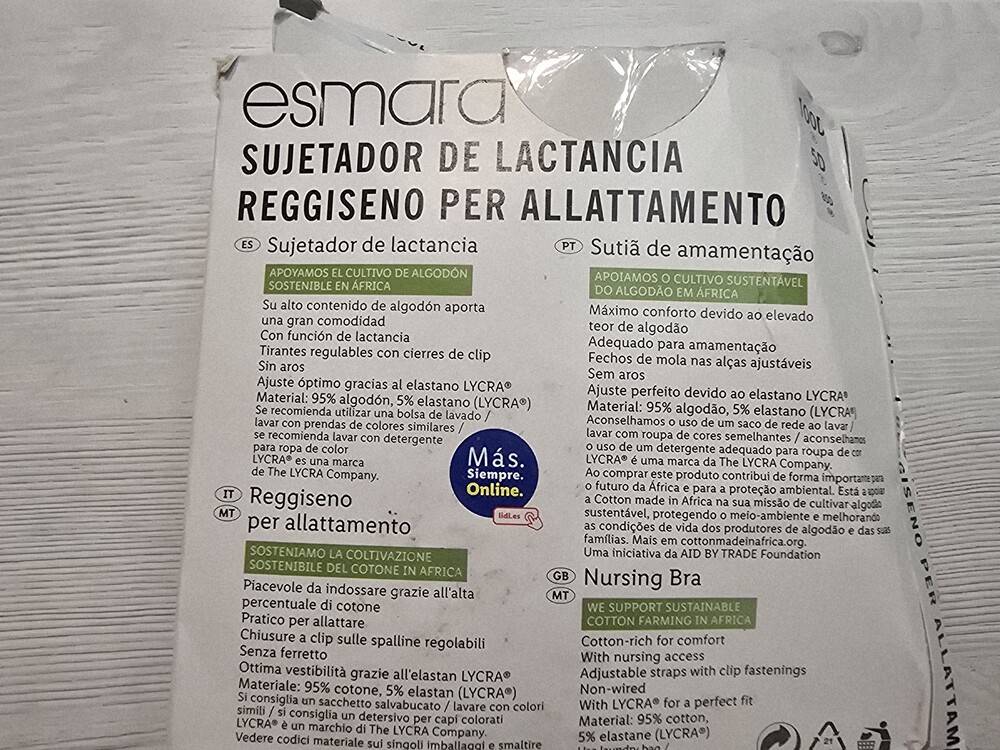 esmara
SUJETADOR DE LACTANCIA
REGGISENO PER ALLATTAMENTO
ES Sujetador de lactancia
APOYAMOS EL CULTIVO DE ALGODÓN
SOSTENIBLE EN ÁFRICA
Su alto contenido de algodón aporta
una gran comodidad
Con función de lactancia
Tirantes regulables con cierres de clip
Sin aros
Ajuste óptimo gracias al elastano LYCRA®
Material: 95% algodón, 5% elastano (LYCRA®)
Se recomienda utilizar una bolsa de lavado /
lavar con prendas de colores similares /
se recomienda lavar con detergente
para ropa de color
LYCRA® es una marca
de The LYCRA Company.
Más.
Siempre.
Online.
lidl.es
IT
MT
Reggiseno
per allattamento
SOSTENIAMO LA COLTIVAZIONE
SOSTENIBILE DEL COTONE IN AFRICA
Piacevole da indossare grazie all'alta
percentuale di cotone
Pratico per allattare
Chiusure a clip sulle spalline regolabili
Senza ferretto
Ottima vestibilità grazie all'elastan LYCRA®
Materiale: 95% cotone, 5% elastan (LYCRA®)
Si consiglia un sacchetto salvabucato / lavare con colori
simili / si consiglia un detersivo per capi colorati
LYCRA® è un marchio di The LYCRA Company.
Vedere codici materiale sui singoli imballaggi e smaltire
PT Sutiã de amamentação
APOIAMOS O CULTIVO SUSTENTÁVEL
DO ALGODÃO EM ÁFRICA
Máximo conforto devido ao elevado
teor de algodão
Adequado para amamentação
Fechos de mola nas alças ajustáveis
Sem aros
Ajuste perfeito devido ao elastano LYCRA®
Material: 95% algodão, 5% elastano (LYCRA®)
Aconselhamos o uso de um saco de rede ao lavar /
lavar com roupa de cores semelhantes / aconselhamos
o uso de um detergente adequado para roupa de cor
LYCRA® é uma marca da The LYCRA Company.
Ao comprar este produto contribui de forma importante para
o futuro da África e para a proteção ambiental. Está a apoiar
a Cotton made in Africa na sua missão de cultivar algodão
sustentável, protegendo o meio-ambiente e melhorando
as condições de vida dos produtores de algodão e das suas
famílias. Mais em cottonmadeinafrica.org.
Uma iniciativa da AID BY TRADE Foundation
GB
MT
Nursing Bra
WE SUPPORT SUSTAINABLE
COTTON FARMING IN AFRICA
Cotton-rich for comfort
With nursing access
Adjustable straps with clip fastenings
Non-wired
With LYCRA® for a perfect fit
Material: 95% cotton,
5% elastane (LYCRA®)
Use laundry bag /
21
100D
5D
REGGISENO PER ALLATTAM